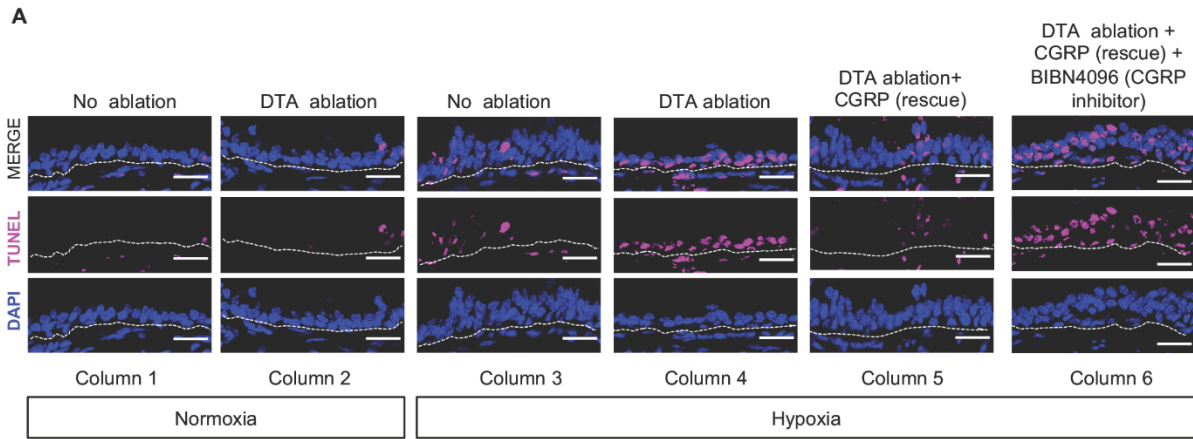 A
No ablation
DTA ablation
No ablation
DTA ablation
DTA ablation+
CGRP (rescue)
DTA ablation +
CGRP (rescue) +
BIBN4096 (CGRP
inhibitor)
MERGE
TUNEL
DAPI
Column 1
Column 2
Column 3
Column 4
Column 5
Column 6
Normoxia
Hypoxia